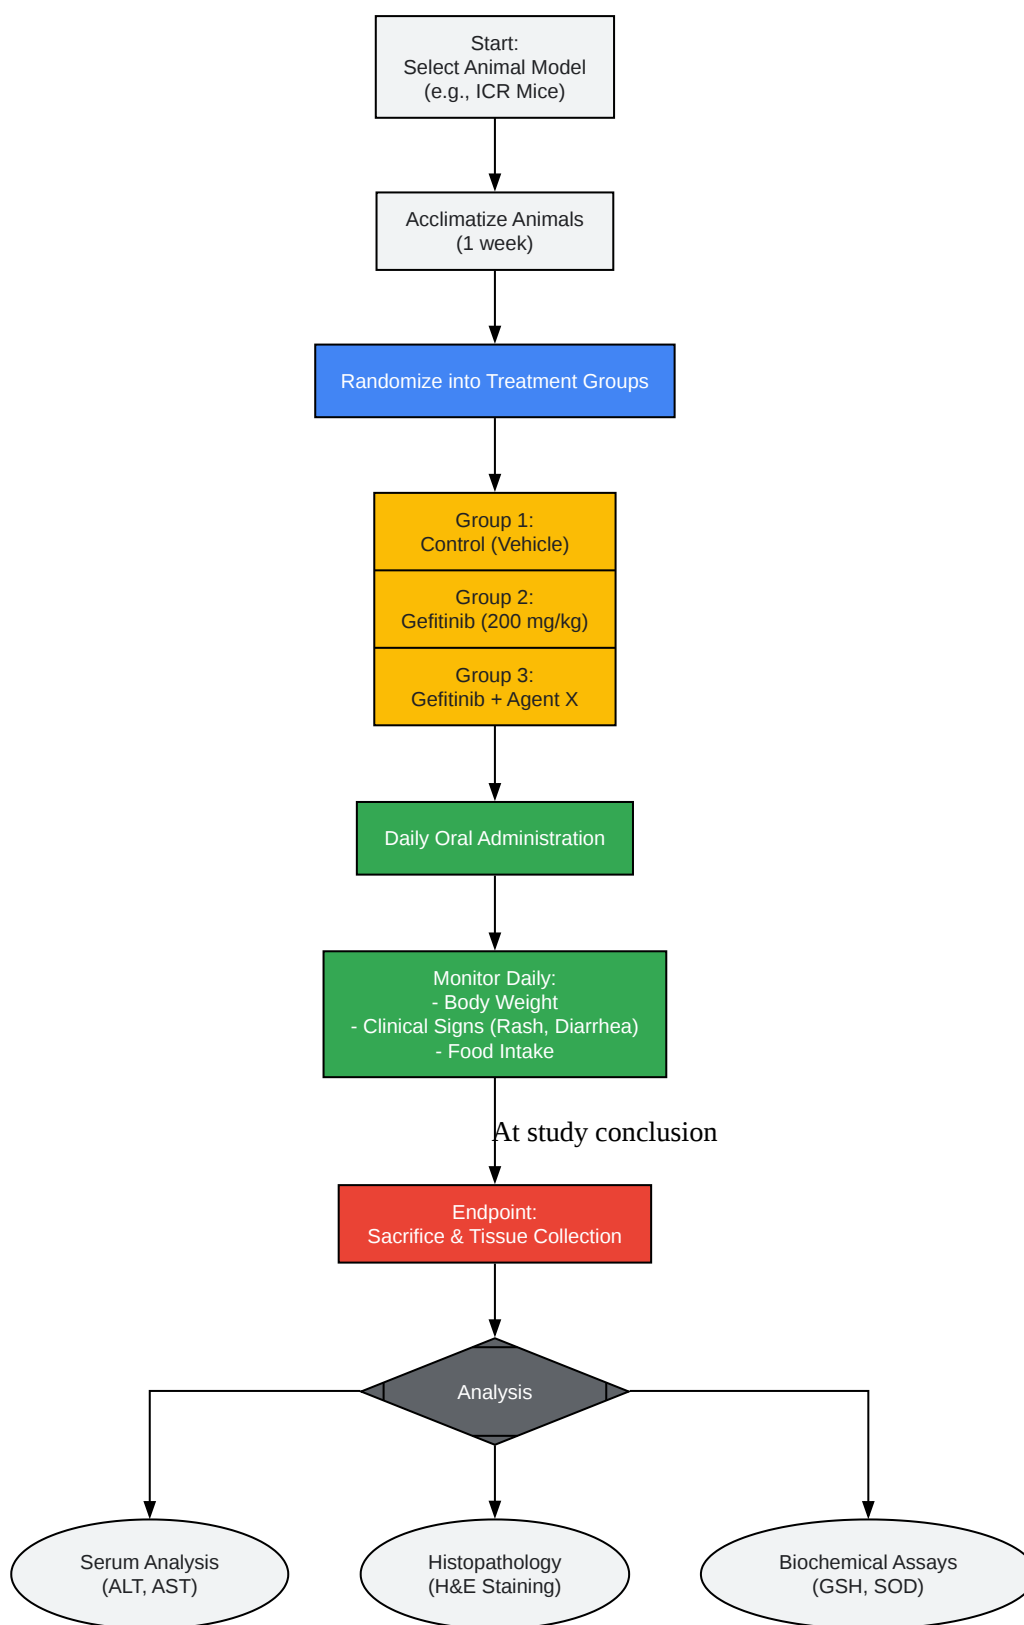 Start:
Select Animal Model
(e.g., ICR Mice)
Acclimatize Animals
(1 week)
Randomize into Treatment Groups
Group 1:
Control (Vehicle)
Group 2:
Gefitinib (200 mg/kg)
Group 3:
Gefitinib + Agent X
Daily Oral Administration
Monitor Daily:
- Body Weight
- Clinical Signs (Rash, Diarrhea)
- Food Intake
At study conclusion
Endpoint:
Sacrifice & Tissue Collection
Analysis
Serum Analysis
(ALT, AST)
Histopathology
(H&E Staining)
Biochemical Assays
(GSH, SOD)